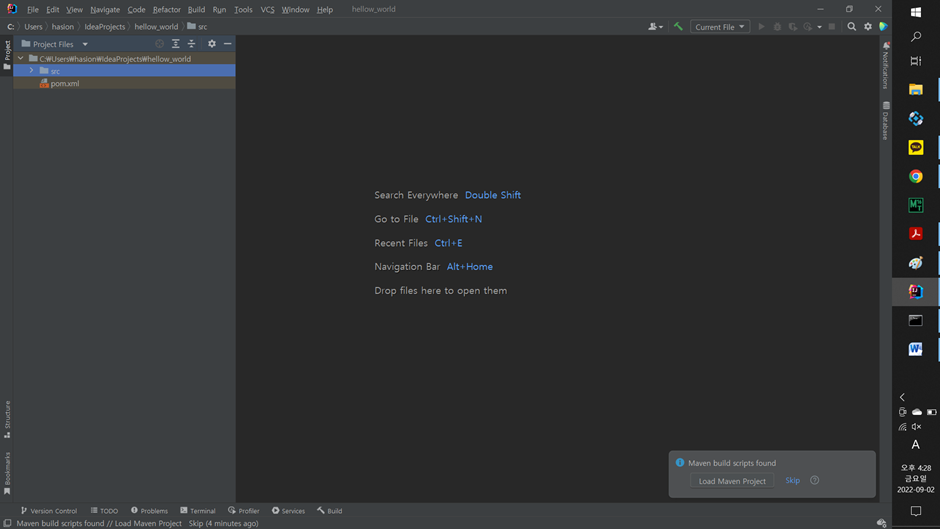 File Edit View Navigate Code Refactor Build Run Tools VCS Window Help hellow_world
C: Users hasion IdeaProjects hellow_world src
Current File
Project
Project Files
C:₩Users₩hasion₩IdeaProjects₩hellow_world
src
pom.xml
Notifications
Database
Search Everywhere Double Shift
Go to File Ctrl+Shift+N
Recent Files Ctrl+E
Navigation Bar Alt+Home
Drop files here to open them
Structure
Bookmarks
Maven build scripts found
Load Maven Project Skip
Version Control TODO Problems Terminal Profiler Services Build
Maven build scripts found // Load Maven Project Skip (4 minutes ago)
TALK
W
A
오후 4:28
금요일
2022-09-02